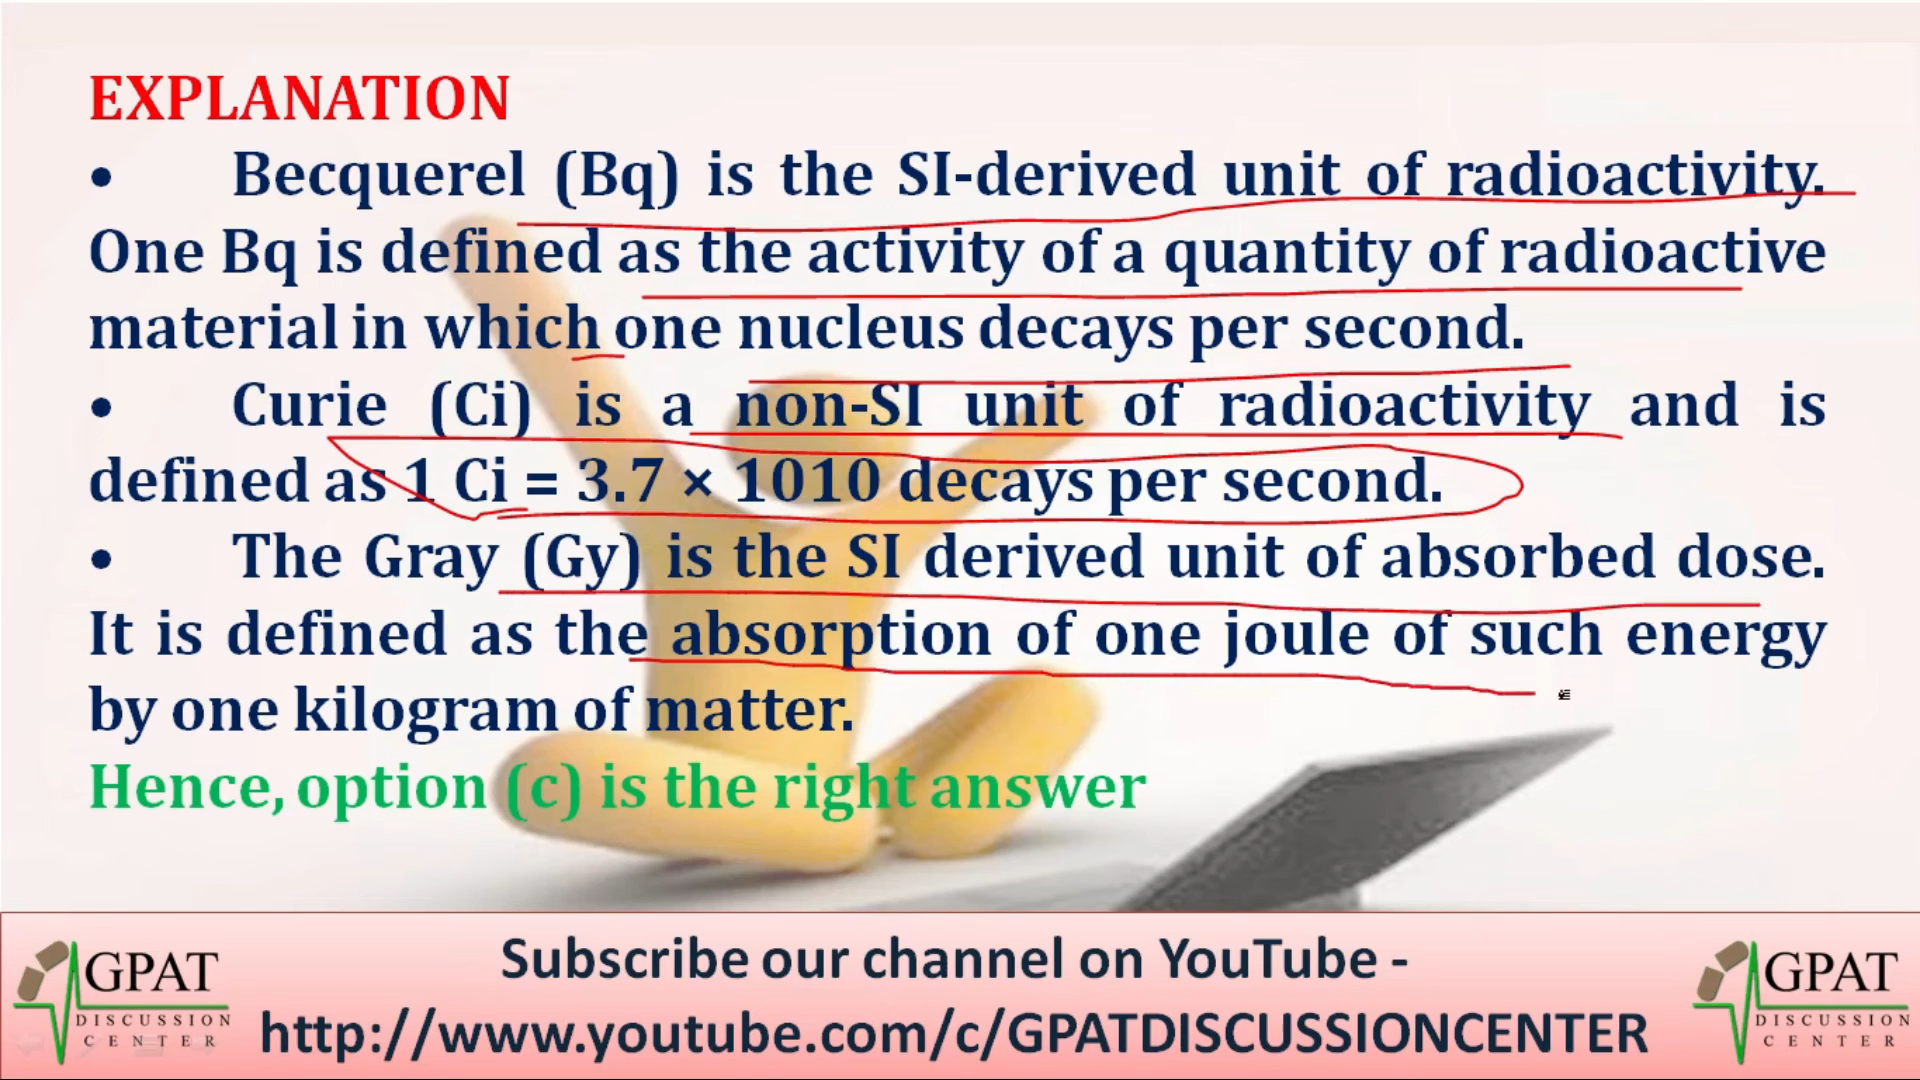 EXPLANATION
• Becquerel (Bq) is the SI-derived unit of radioactivity.
One Bq is defined as the activity of a quantity of radioactive
material in which one nucleus decays per second.
• Curie (Ci) is a non-SI unit of radioactivity and is
defined as 1 Ci = 3.7 × 1010 decays per second.
• The Gray (Gy) is the SI derived unit of absorbed dose.
It is defined as the absorption of one joule of such energy
by one kilogram of matter.
Hence, option (c) is the right answer
GPAT
DISCUSSION
CENTER
Subscribe our channel on YouTube -
http://www.youtube.com/c/GPATDISCUSSIONCENTER
GPAT
DISCUSSION
CENTER